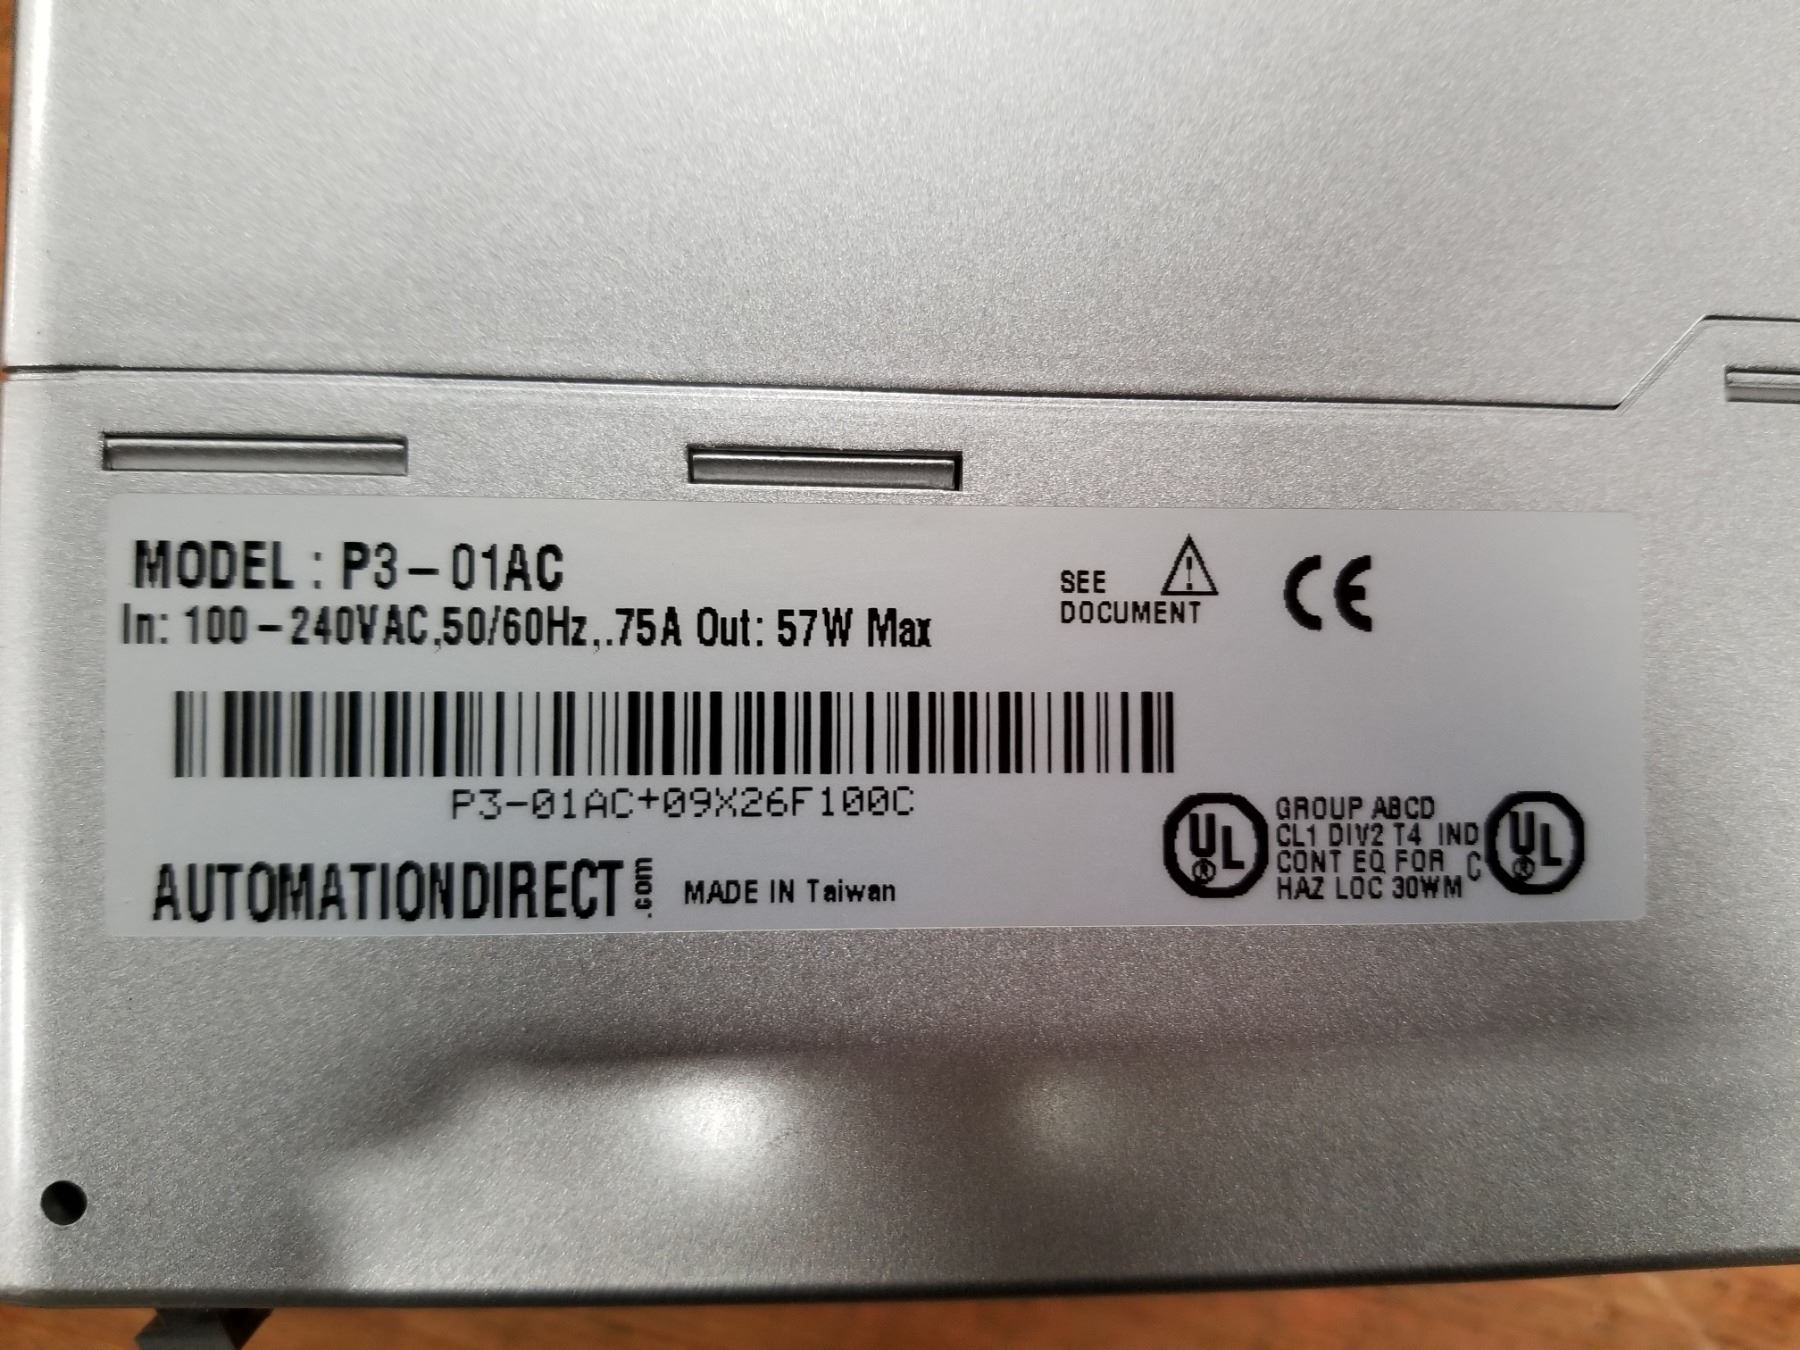 MODEL : P3-01AC
In: 100-240VAC,50/60Hz,.75A Out: 57W Max
SEE
DOCUMENT
!
CE
P3-01AC+09X26F100C
AUTOMATIONDIRECT.com
MADE IN Taiwan
UL
®
GROUP ABCD
CL1 DIV2 T4 IND
CONT EQ FOR
HAZ LOC 30WM
C
UL
®